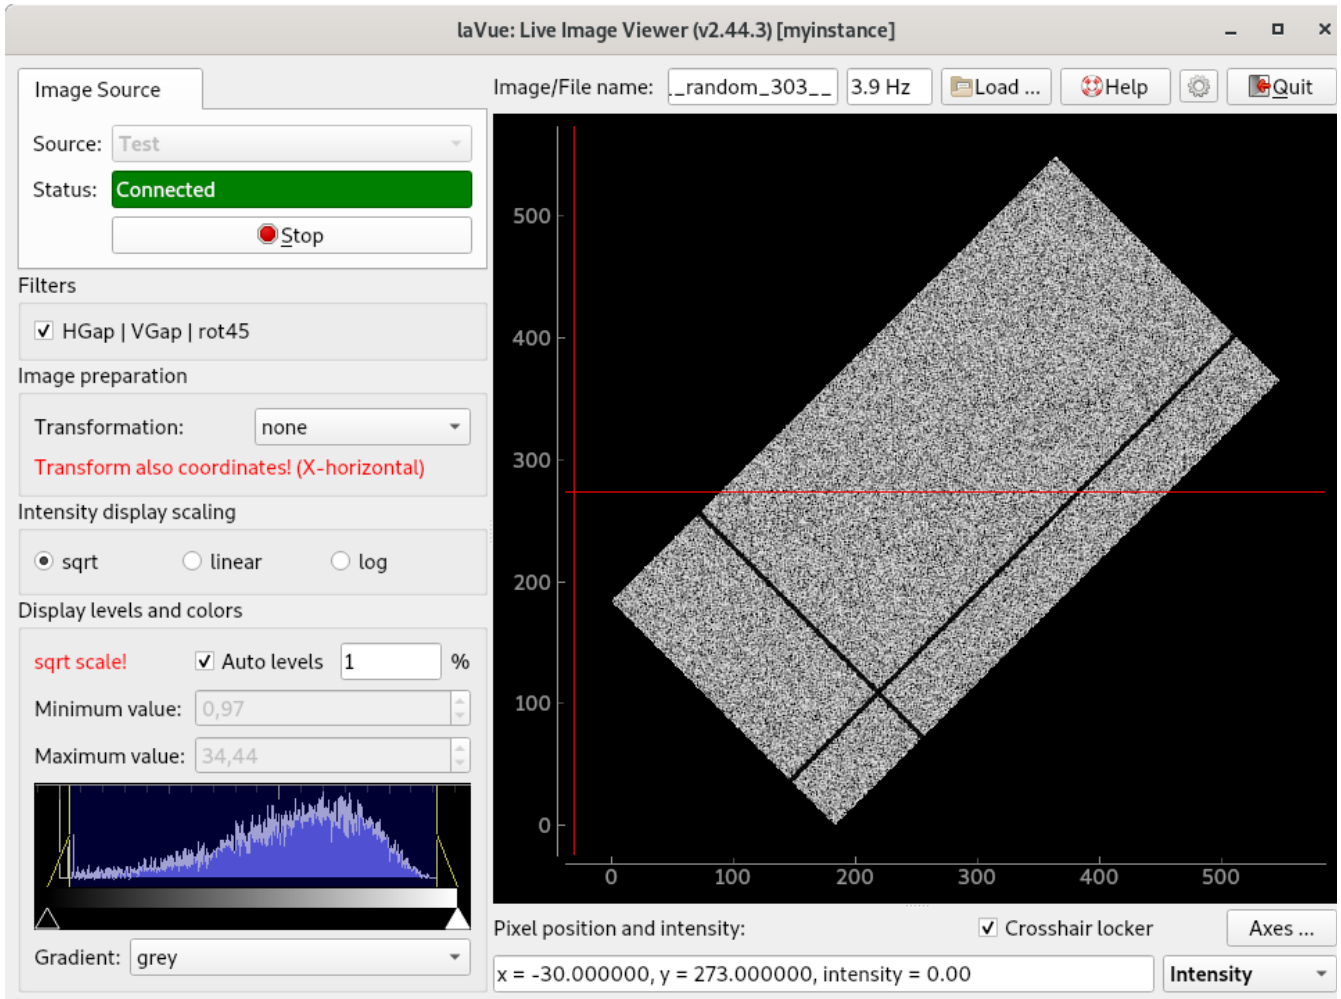 laVue: Live Image Viewer (v2.44.3) [myinstance]
Image Source
Image/File name: ._random_303__ 3.9 Hz Load ... Help Quit
Source: Test
Status: Connected
Stop
Filters
HGap | VGap | rot45
Image preparation
Transformation: none
Transform also coordinates! (X-horizontal)
Intensity display scaling
sqrt linear log
Display levels and colors
sqrt scale! Auto levels 1 %
Minimum value: 0,97
Maximum value: 34,44
Gradient: grey
500
400
300
200
100
0
0 100 200 300 400 500
Pixel position and intensity: Crosshair locker Axes ...
x = -30.000000, y = 273.000000, intensity = 0.00 Intensity